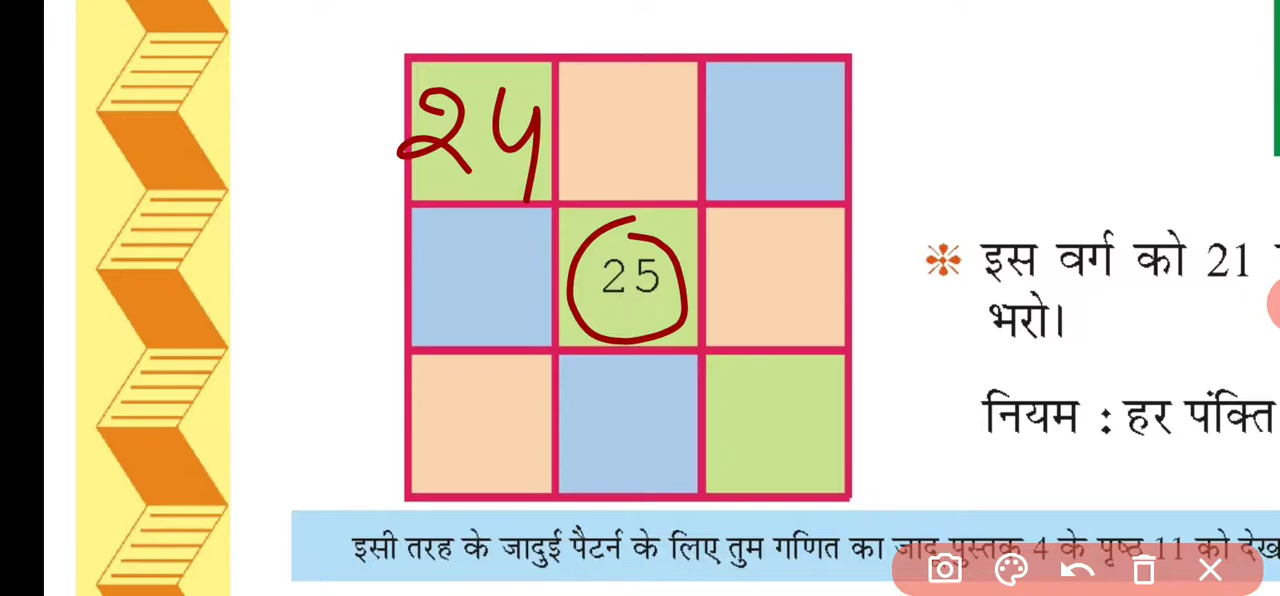 24
25
इस वर्ग को 21
भरो।
नियम : हर पंक्ति
इसी तरह के जादुई पैटर्न के लिए तुम गणित का जादू पुस्तक 4 के पृष्ठ 11 को देख